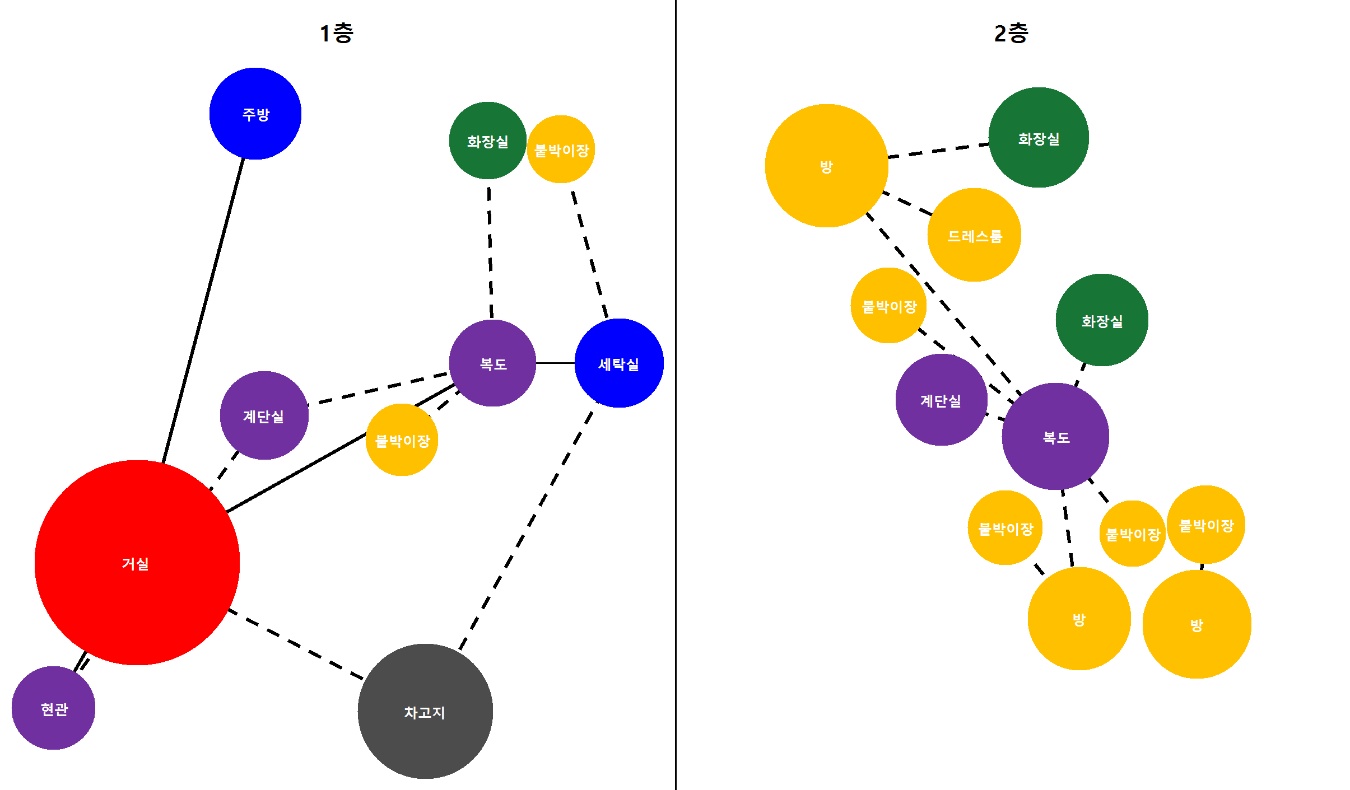 1층
주방
화장실
붙박이장
복도
세탁실
계단실
붙박이장
거실
현관
차고지
2층
방
화장실
드레스룸
붙박이장
화장실
계단실
복도
붙박이장
붙박이장
붙박이장
방
방